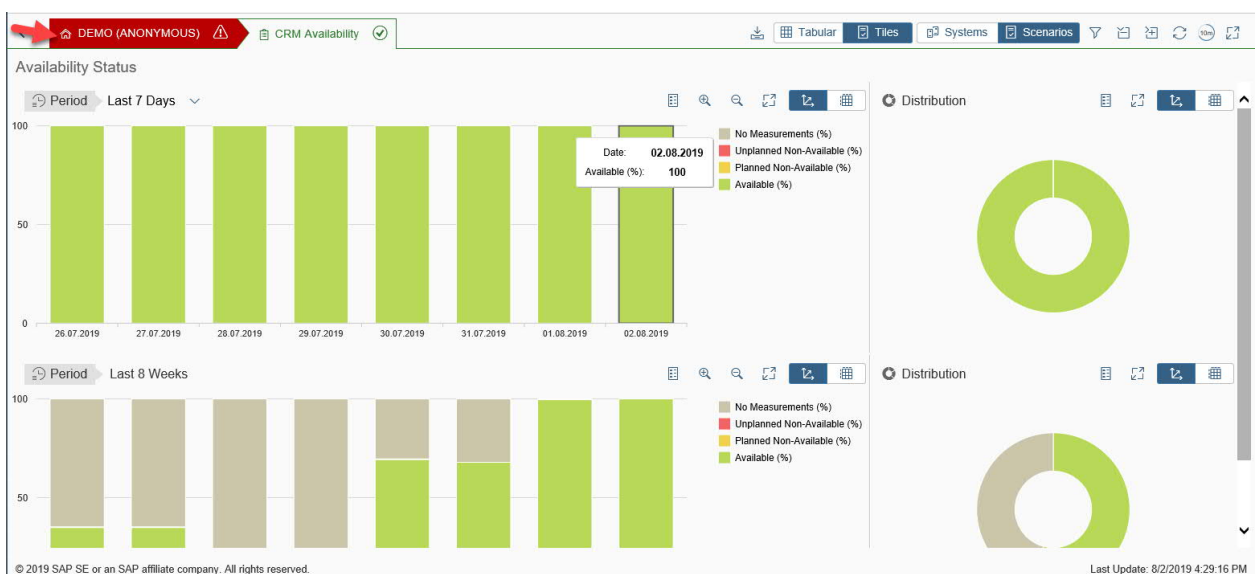 DEMO (ANONYMOUS) CRM Availability Tabular Tiles Systems Scenarios 10m
Availability Status
Period Last 7 Days Distribution
100
50
0
No Measurements (%)
Unplanned Non-Available (%)
Planned Non-Available (%)
Available (%)
Date: 02.08.2019
Available (%): 100
26.07.2019 27.07.2019 28.07.2019 29.07.2019 30.07.2019 31.07.2019 01.08.2019 02.08.2019
Period Last 8 Weeks Distribution
100
50
No Measurements (%)
Unplanned Non-Available (%)
Planned Non-Available (%)
Available (%)
© 2019 SAP SE or an SAP affiliate company. All rights reserved. Last Update: 8/2/2019 4:29:16 PM